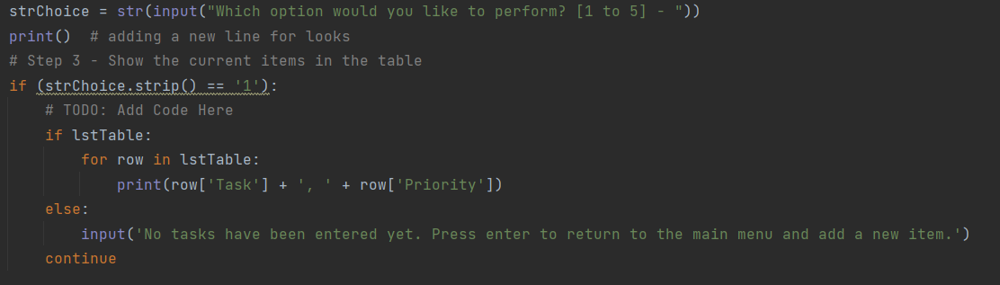 strChoice = str(input("Which option would you like to perform? [1 to 5] - "))
print()  # adding a new line for looks
# Step 3 - Show the current items in the table
if (strChoice.strip() == '1'):
    # TODO: Add Code Here
    if lstTable:
        for row in lstTable:
            print(row['Task'] + ', ' + row['Priority'])
    else:
        input('No tasks have been entered yet. Press enter to return to the main menu and add a new item.')
    continue